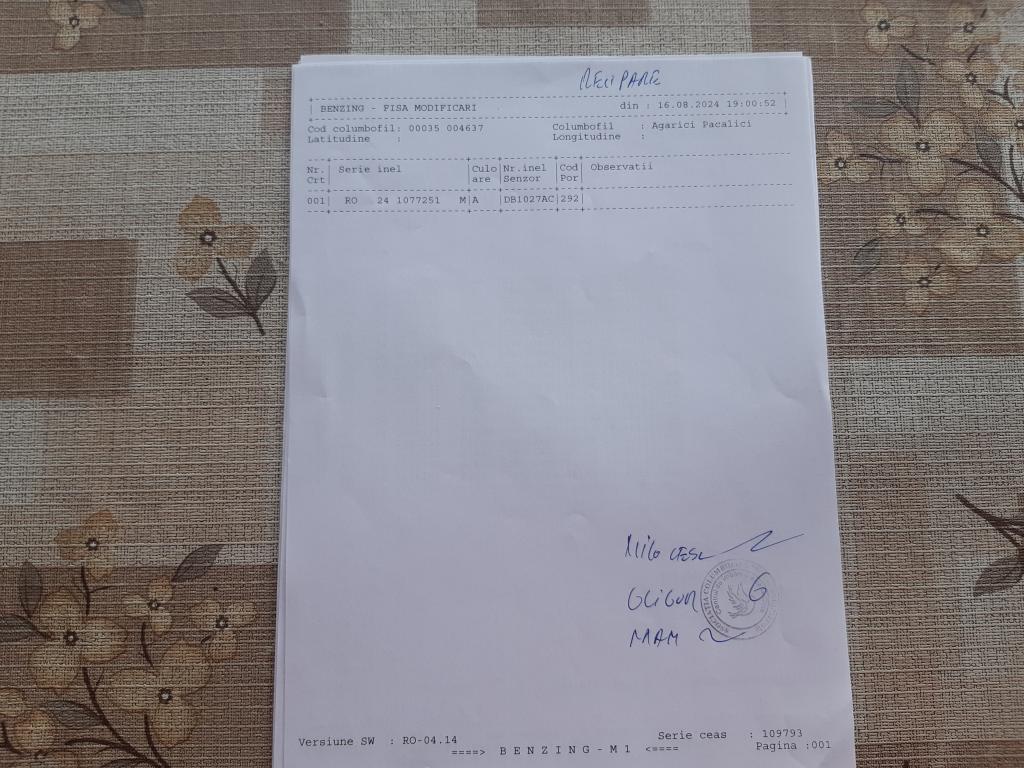 BENZING - FISA MODIFICARI din : 16.08.2024 19:00:52
Cod columbofil: 00035 004637 Columbofil : Agarici Pacalici
Latitudine : Longitudine :
Nr. Crt Serie inel Culo are Nr.inel Senzor Cod Por Observatii
001 RO 24 1077251 M A DB1027AC 292
GLIGOR G
MAM
Versiune SW : RO-04.14 Serie ceas : 109793
====> B E N Z I N G - M 1 <==== Pagina :001